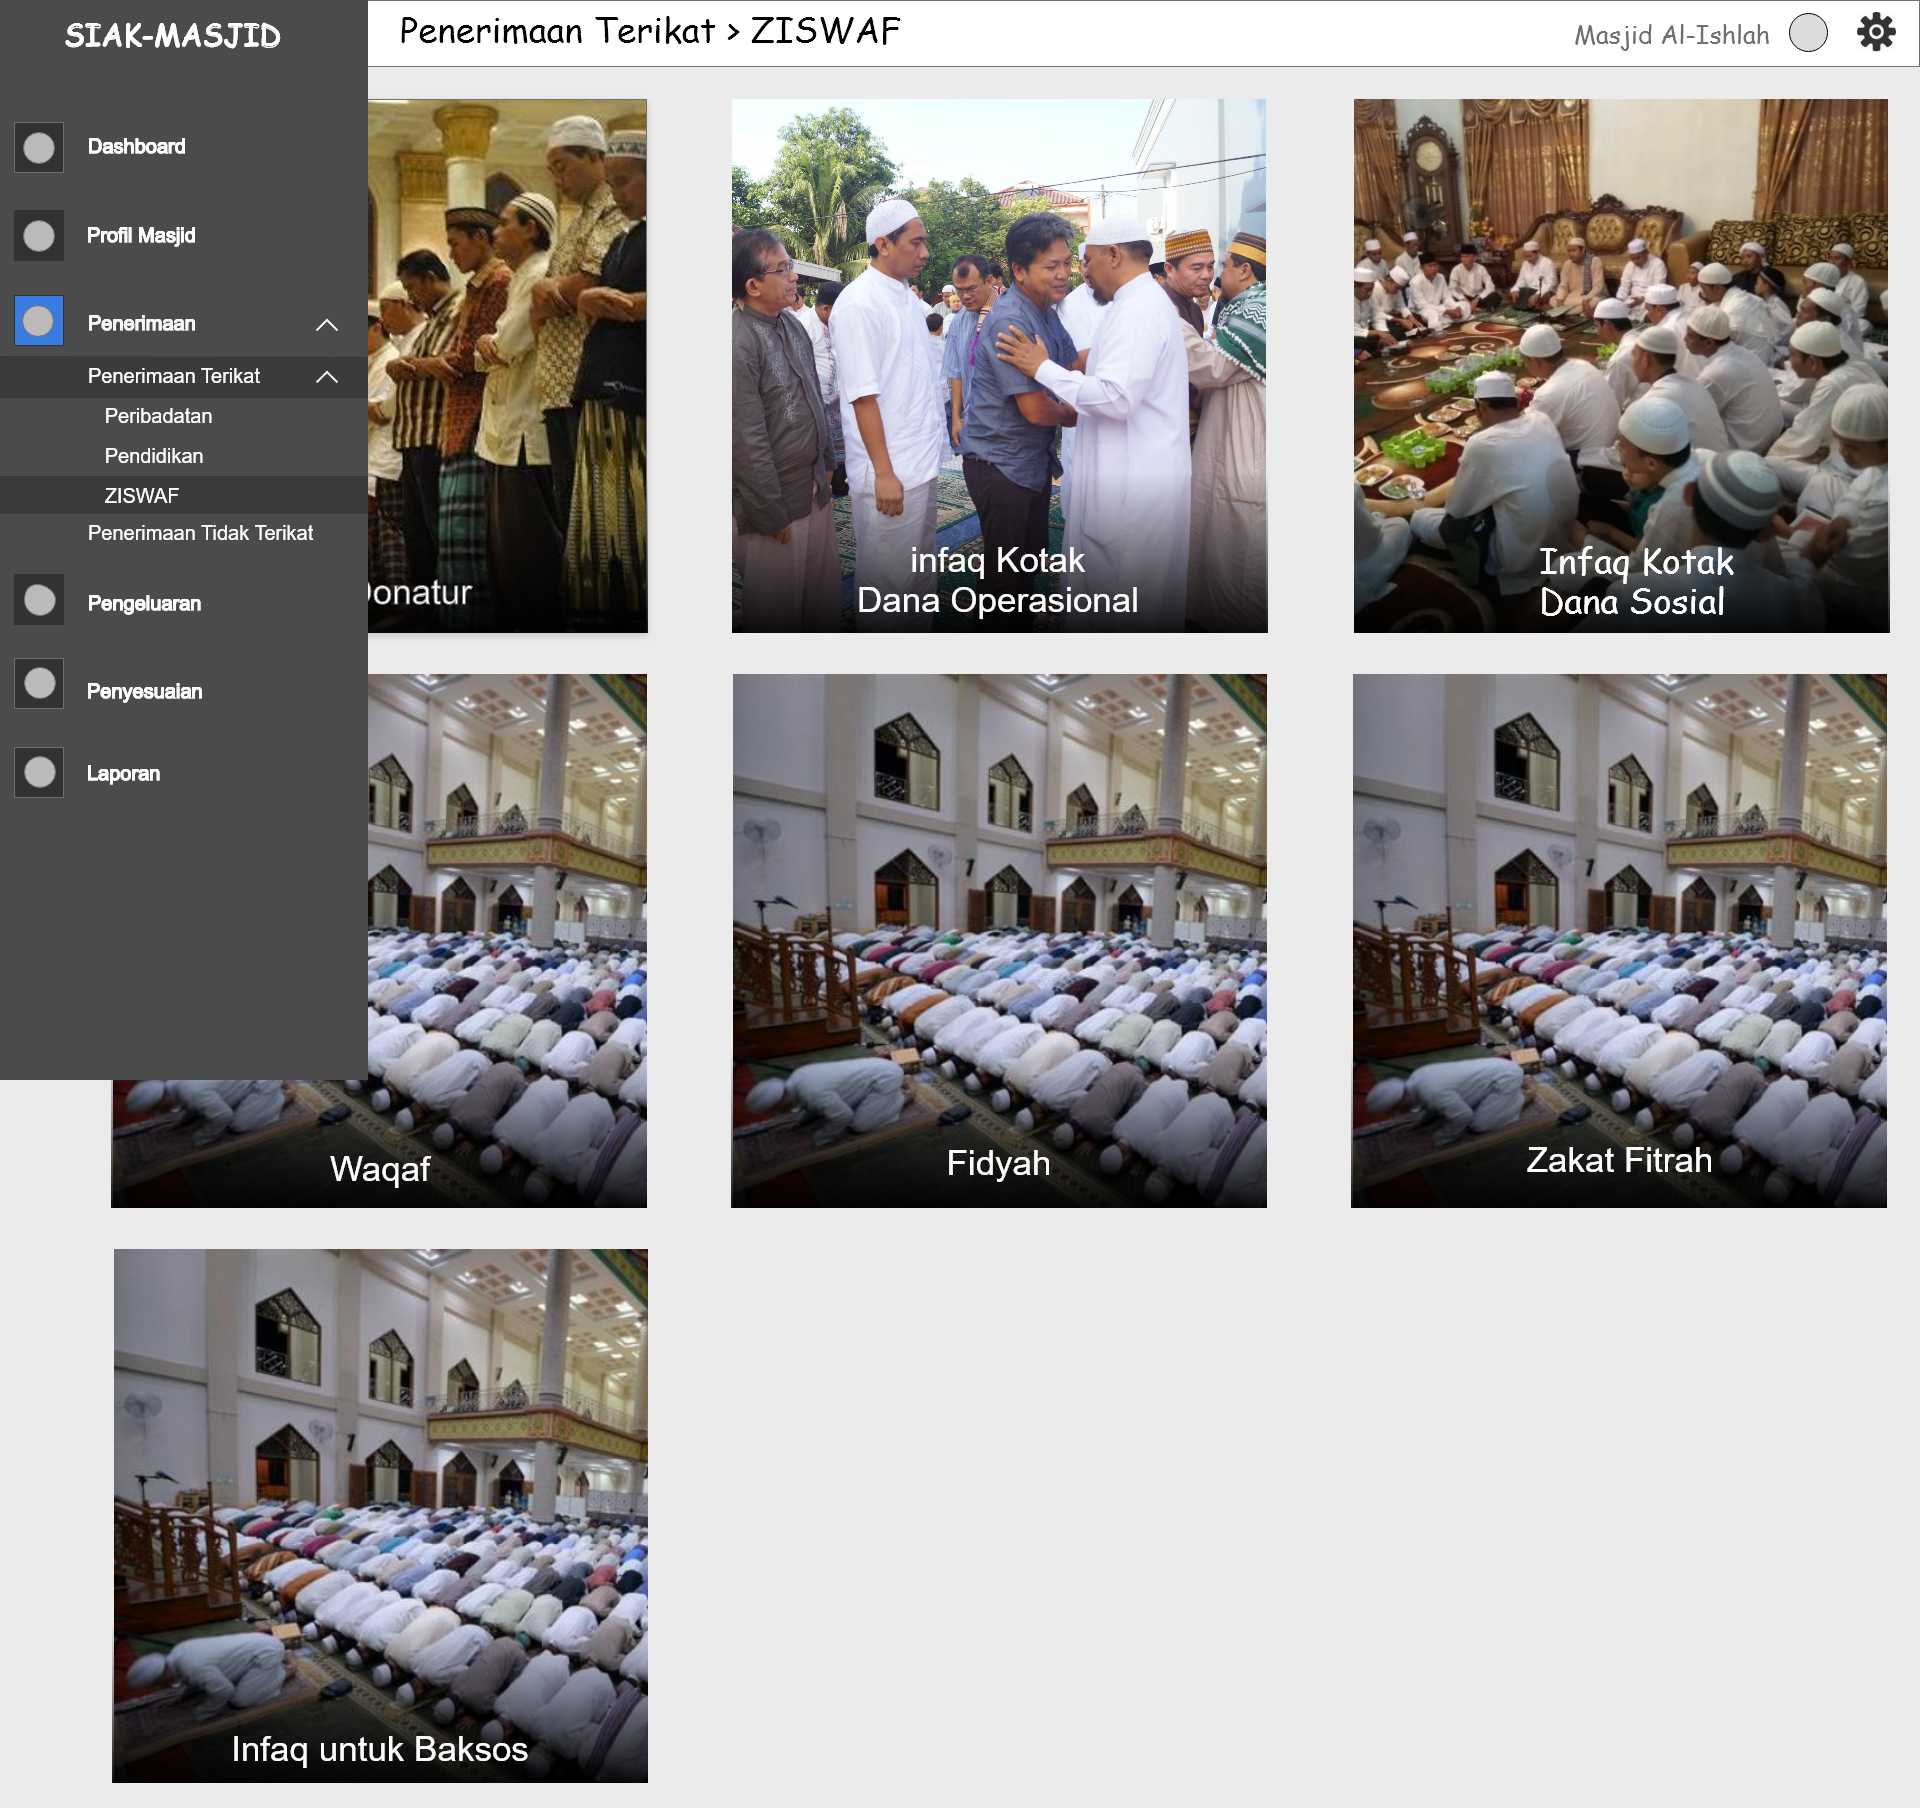 SIAK-MASJID
Penerimaan Terikat > ZISWAF
Masjid Al-Ishlah
Dashboard
Profil Masjid
Penerimaan
Penerimaan Terikat
Peribadatan
Pendidikan
ZISWAF
Penerimaan Tidak Terikat
Pengeluaran
Penyesuaian
Laporan
infaq Kotak
Dana Operasional
Infaq Kotak
Dana Sosial
Waqaf
Fidyah
Zakat Fitrah
Infaq untuk Baksos